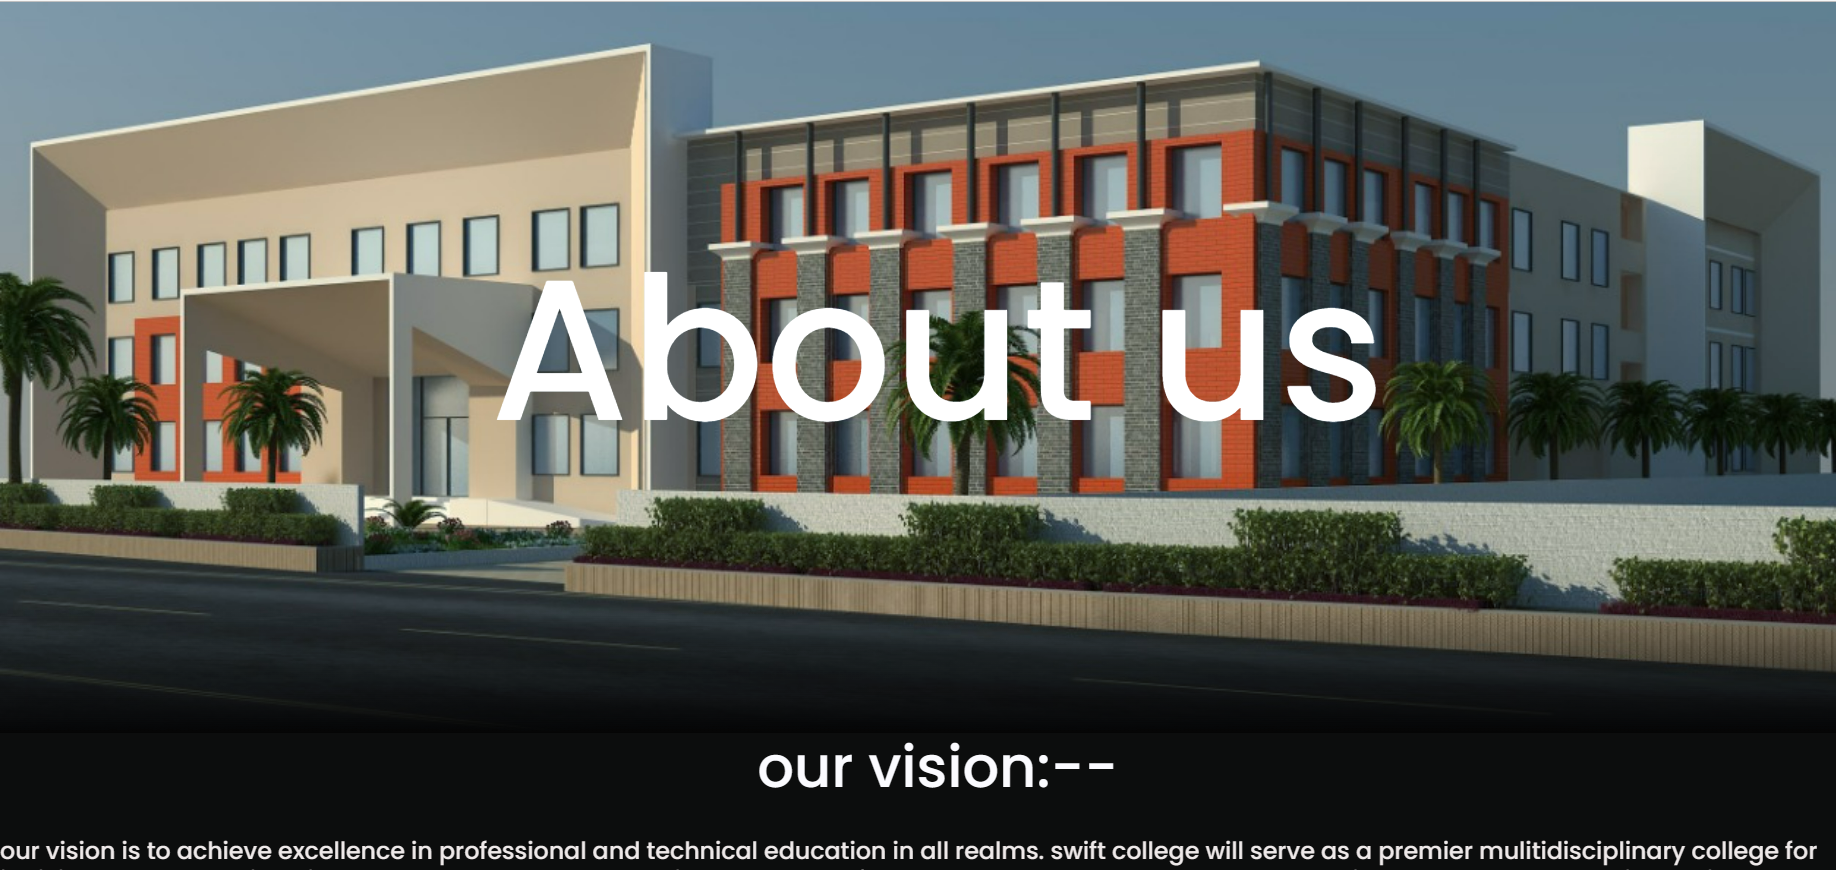 About us
our vision:--
our vision is to achieve excellence in professional and technical education in all realms. swift college will serve as a premier mulitidisciplinary college for